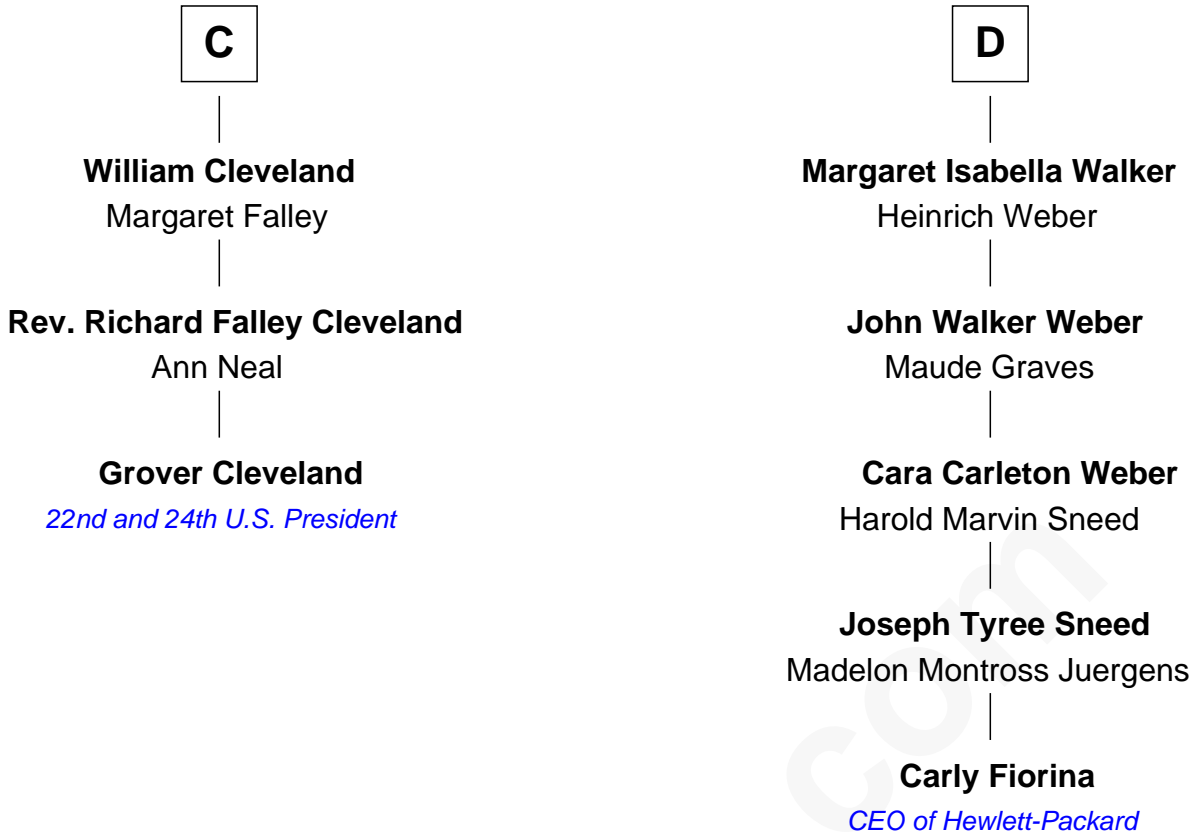 C
William Cleveland
Margaret Falley
Rev. Richard Falley Cleveland
Ann Neal
Grover Cleveland
22nd and 24th U.S. President
D
Margaret Isabella Walker
Heinrich Weber
John Walker Weber
Maude Graves
Cara Carleton Weber
Harold Marvin Sneed
Joseph Tyree Sneed
Madelon Montross Juergens
Carly Fiorina
CEO of Hewlett-Packard
com